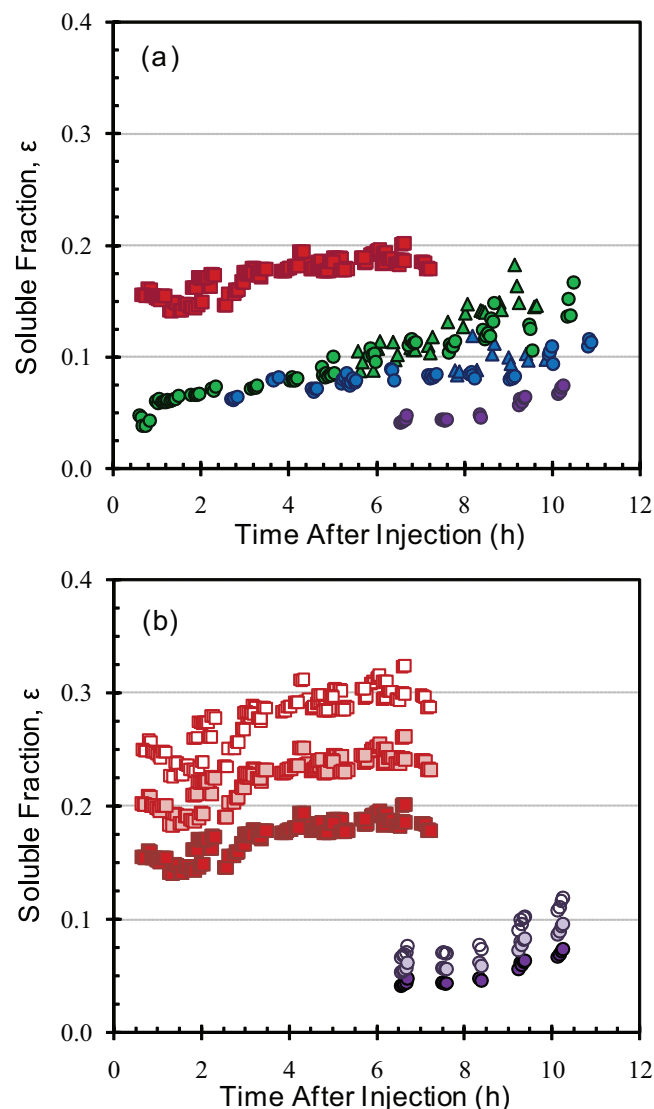 (a)
0.4
0.3
0.2
0.1
0.0
Soluble Fraction, ε
0 2 4 6 8 10 12
Time After Injection (h)
(b)
0.4
0.3
0.2
0.1
0.0
Soluble Fraction, ε
0 2 4 6 8 10 12
Time After Injection (h)